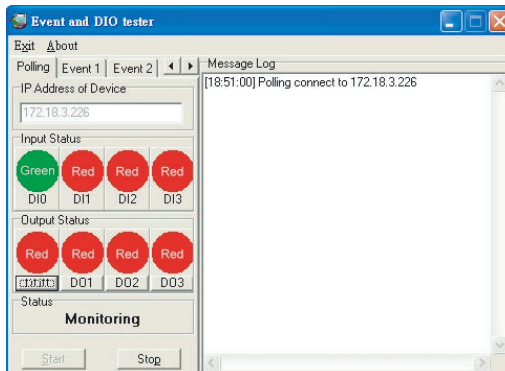 Event and DIO tester
Exit About
Polling Event 1 Event 2
IP Address of Device
172.18.3.226
Input Status
Green Red Red Red
DI0 DI1 DI2 DI3
Output Status
Red Red Red Red
DO1 DO2 DO3
Status
Monitoring
Start Stop
Message Log
[18:51:00] Polling connect to 172.18.3.226